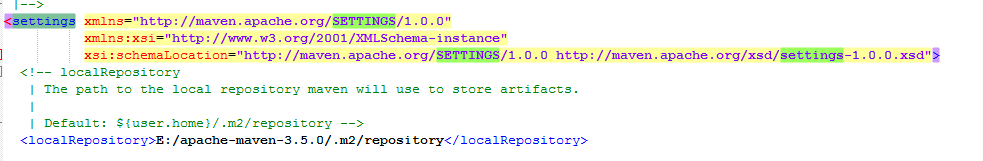 |-->
<settings xmlns="http://maven.apache.org/SETTINGS/1.0.0"
xmlns:xsi="http://www.w3.org/2001/XMLSchema-instance"
xsi:schemaLocation="http://maven.apache.org/SETTINGS/1.0.0 http://maven.apache.org/xsd/settings-1.0.0.xsd">
<!-- localRepository
| The path to the local repository maven will use to store artifacts.
|
| Default: ${user.home}/.m2/repository -->
<localRepository>E:/apache-maven-3.5.0/.m2/repository</localRepository>